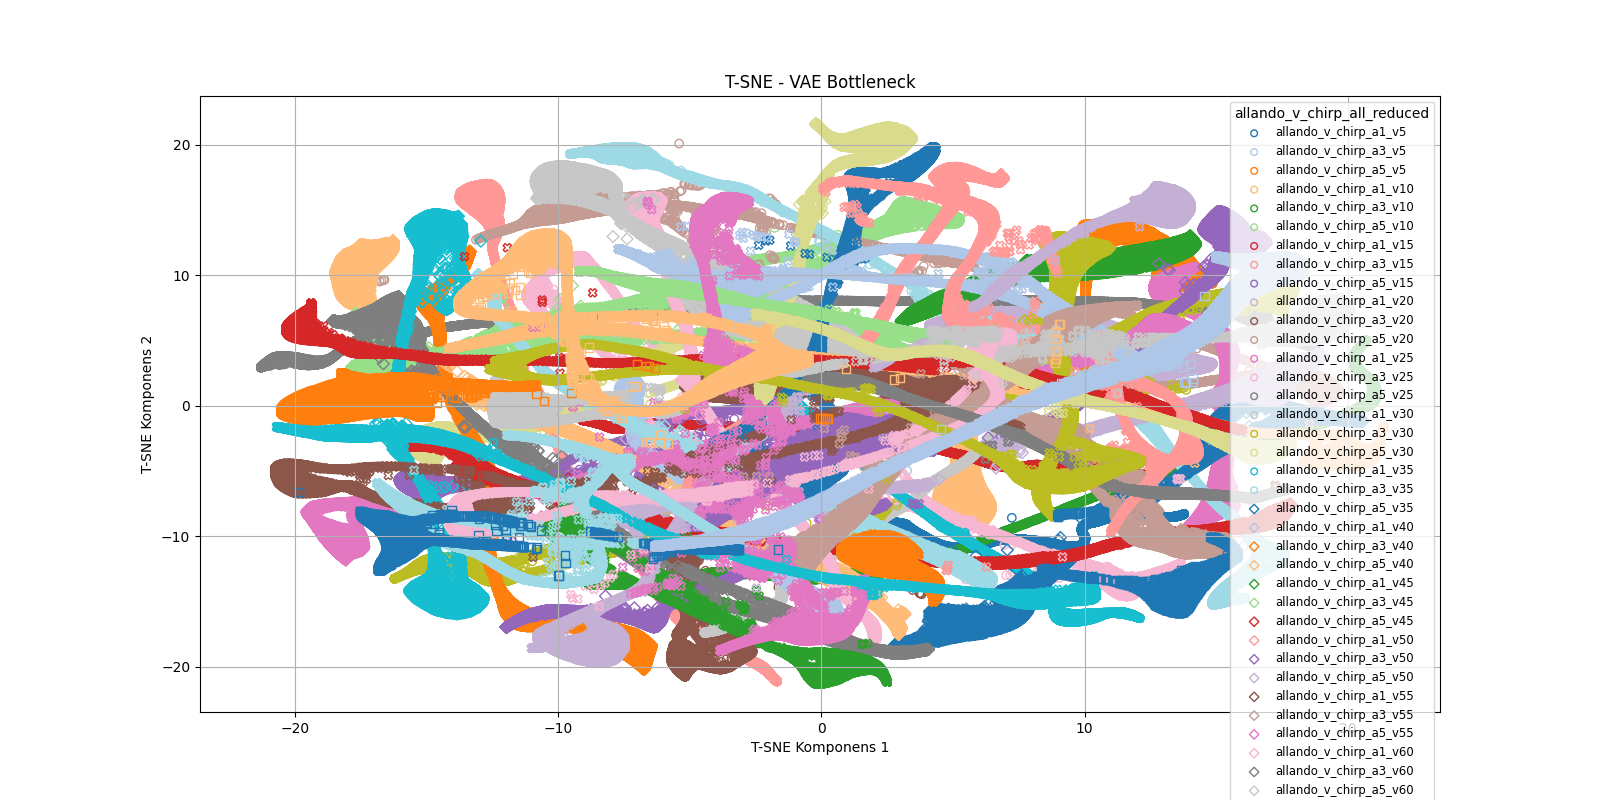 T-SNE - VAE Bottleneck
T-SNE Komponens 2
20
10
0
−10
−20
−20
−10
0
10
20
T-SNE Komponens 1
allando_v_chirp_all_reduced
allando_v_chirp_a1_v5
allando_v_chirp_a3_v5
allando_v_chirp_a5_v5
allando_v_chirp_a1_v10
allando_v_chirp_a3_v10
allando_v_chirp_a5_v10
allando_v_chirp_a1_v15
allando_v_chirp_a3_v15
allando_v_chirp_a5_v15
allando_v_chirp_a1_v20
allando_v_chirp_a3_v20
allando_v_chirp_a5_v20
allando_v_chirp_a1_v25
allando_v_chirp_a3_v25
allando_v_chirp_a5_v25
allando_v_chirp_a1_v30
allando_v_chirp_a3_v30
allando_v_chirp_a5_v30
allando_v_chirp_a1_v35
allando_v_chirp_a3_v35
allando_v_chirp_a5_v35
allando_v_chirp_a1_v40
allando_v_chirp_a3_v40
allando_v_chirp_a5_v40
allando_v_chirp_a1_v45
allando_v_chirp_a3_v45
allando_v_chirp_a5_v45
allando_v_chirp_a1_v50
allando_v_chirp_a3_v50
allando_v_chirp_a5_v50
allando_v_chirp_a1_v55
allando_v_chirp_a3_v55
allando_v_chirp_a5_v55
allando_v_chirp_a1_v60
allando_v_chirp_a3_v60
allando_v_chirp_a5_v60